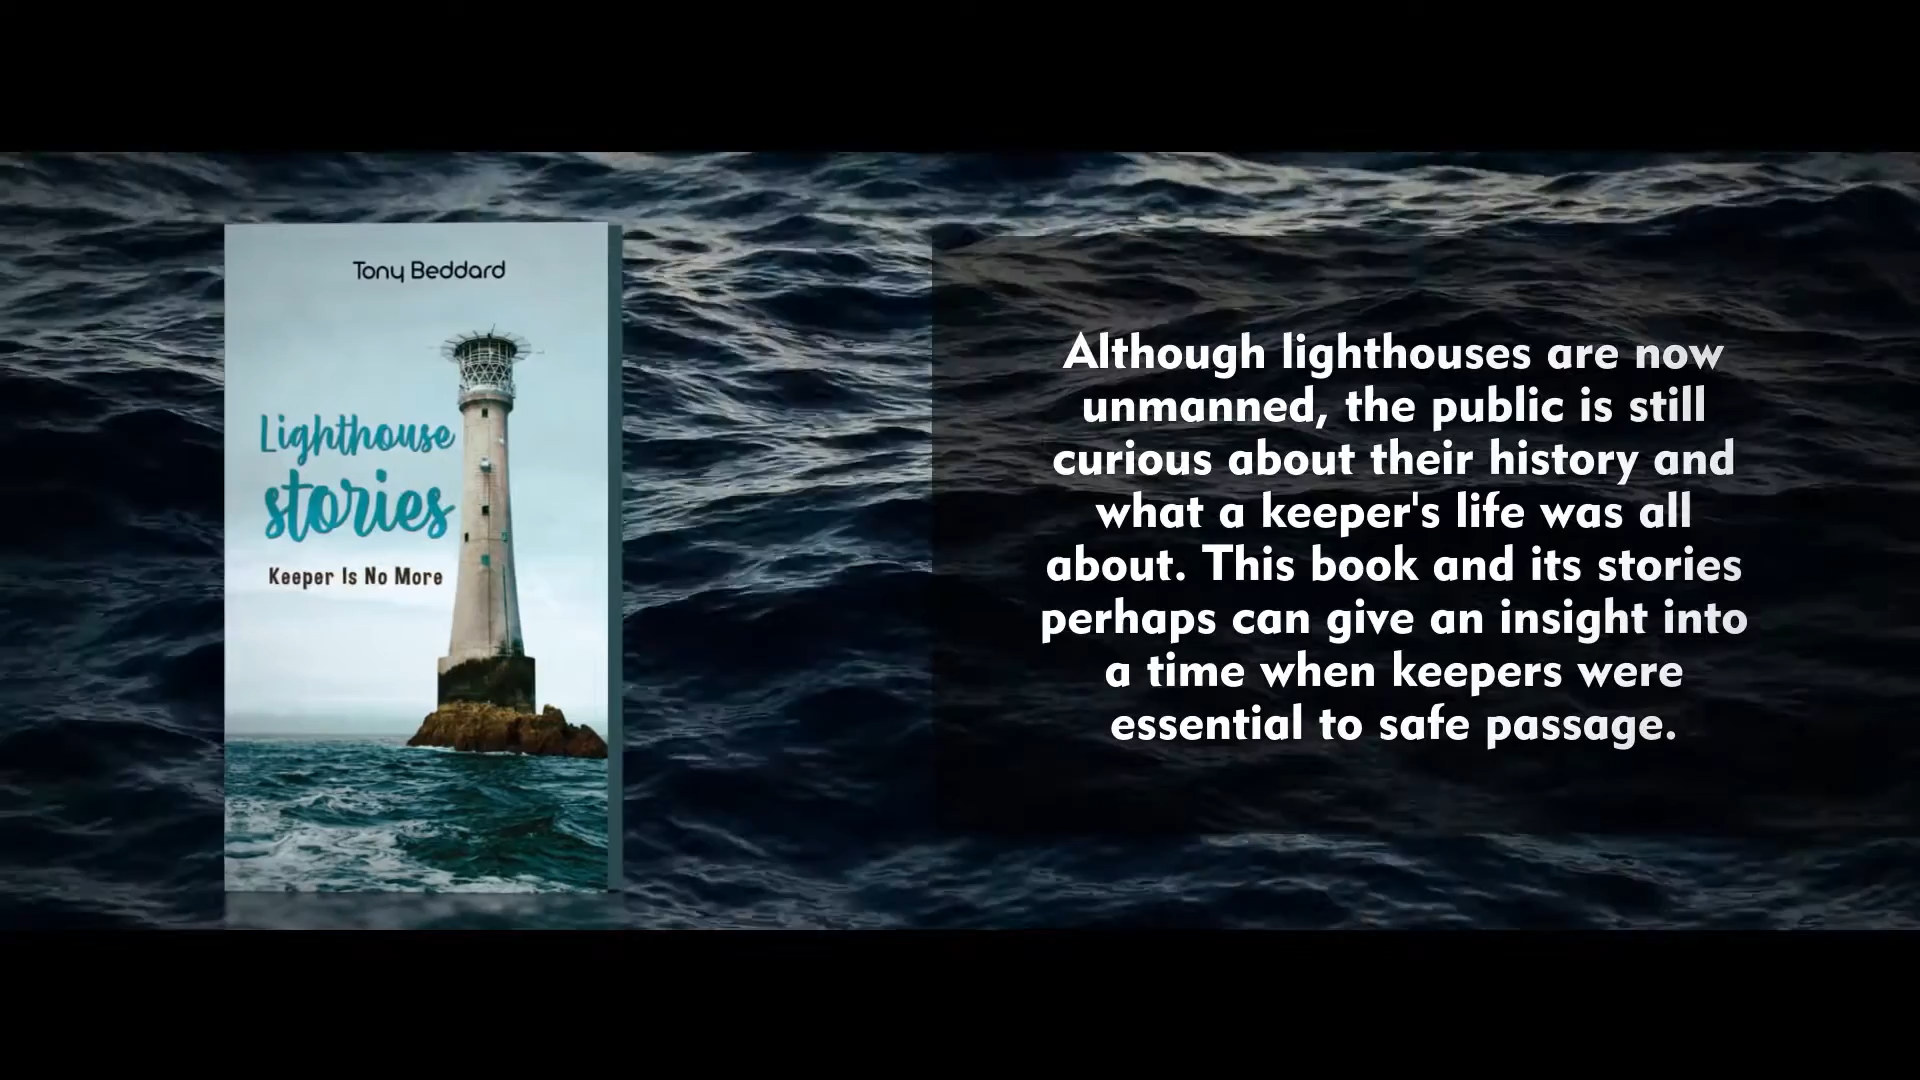 Tony Beddard
Lighthouse
stories
Keeper Is No More
Although lighthouses are now
unmanned, the public is still
curious about their history and
what a keeper's life was all
about. This book and its stories
perhaps can give an insight into
a time when keepers were
essential to safe passage.